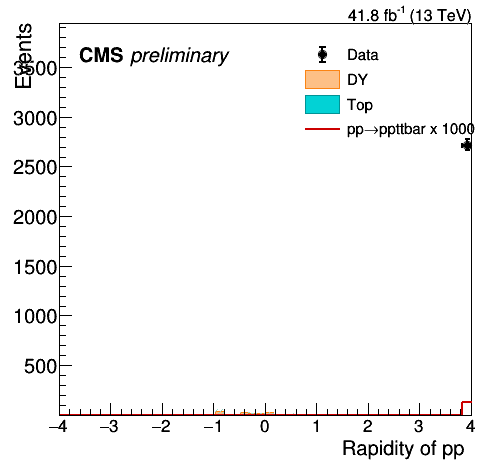 41.8 fb⁻¹ (13 TeV)
Events
CMS preliminary
Data
DY
Top
pp→ppttbar x 1000
3500
3000
2500
2000
1500
1000
500
−4 −3 −2 −1 0 1 2 3 4
Rapidity of pp